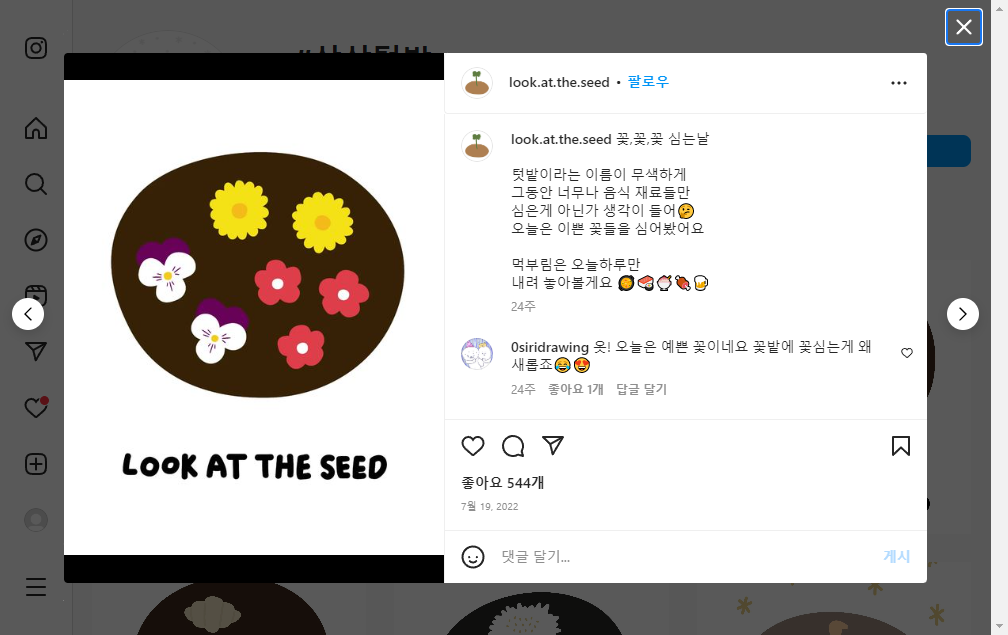 look.at.the.seed • 팔로우
look.at.the.seed 꽃,꽃,꽃 심는날
텃밭이라는 이름이 무색하게
그동안 너무나 음식 재료들만
심은게 아닌가 생각이 들어🤔
오늘은 이쁜 꽃들을 심어봤어요
먹부림은 오늘하루만
내려 놓아볼게요 🥘🍣🍧🍖🍺
24주
0siridrawing 옷! 오늘은 예쁜 꽃이네요 꽃밭에 꽃심는게 왜
새롭죠😂🤩
24주 좋아요 1개 답글 달기
LOOK AT THE SEED
좋아요 544개
7월 19, 2022
댓글 달기...
게시